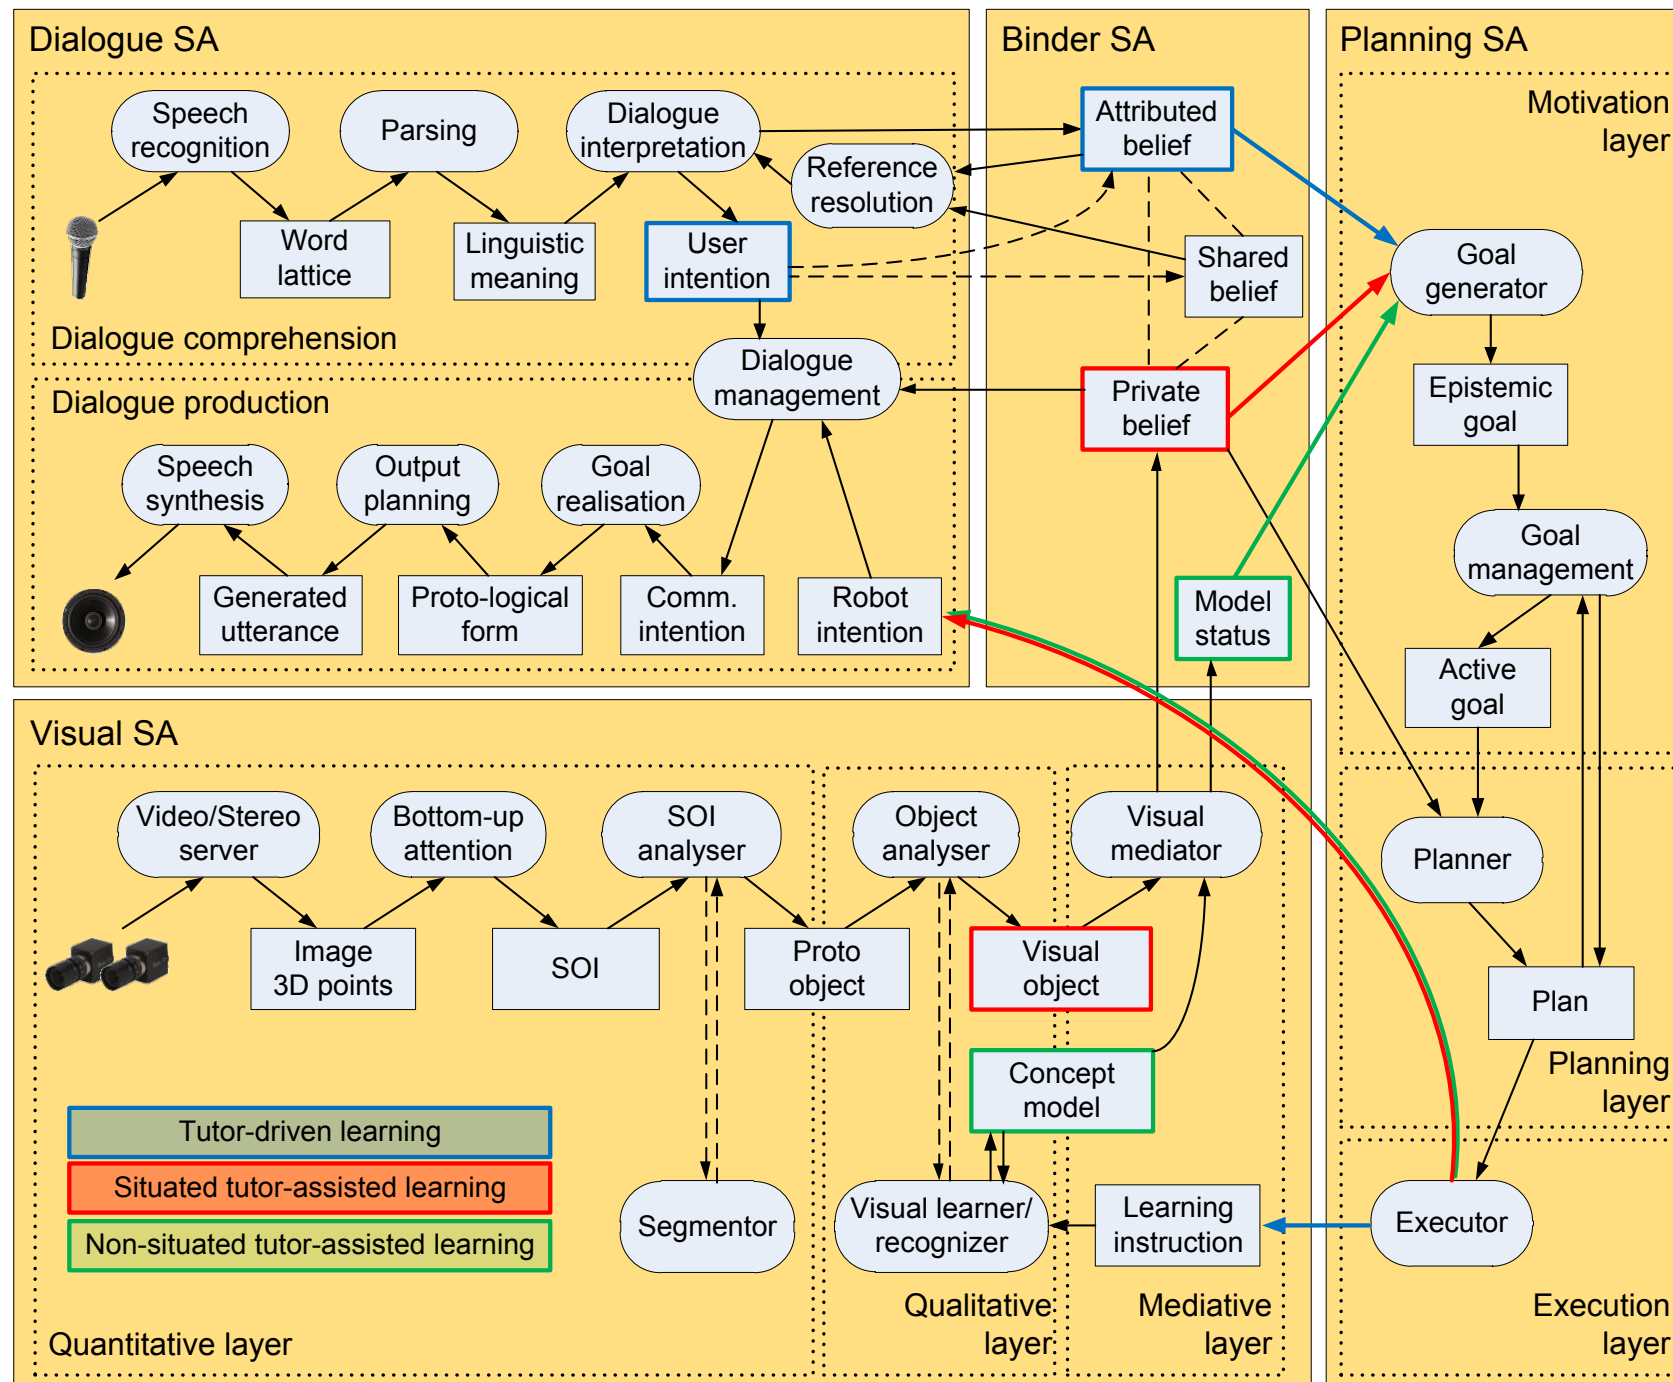 Dialogue SA
Speech
recognition
Parsing
Dialogue
interpretation
Reference
resolution
Word
lattice
Linguistic
meaning
User
intention
Dialogue comprehension
Dialogue
management
Dialogue production
Speech
synthesis
Output
planning
Goal
realisation
Generated
utterance
Proto-logical
form
Comm.
intention
Robot
intention
Binder SA
Attributed
belief
Shared
belief
Private
belief
Model
status
Planning SA
Motivation
layer
Goal
generator
Epistemic
goal
Goal
management
Active
goal
Planner
Plan
Planning
layer
Executor
Execution
layer
Visual SA
Video/Stereo
server
Bottom-up
attention
SOI
analyser
Object
analyser
Visual
mediator
Image
3D points
SOI
Proto
object
Visual
object
Concept
model
Tutor-driven learning
Situated tutor-assisted learning
Non-situated tutor-assisted learning
Segmentor
Visual learner/
recognizer
Learning
instruction
Quantitative layer
Qualitative
layer
Mediative
layer